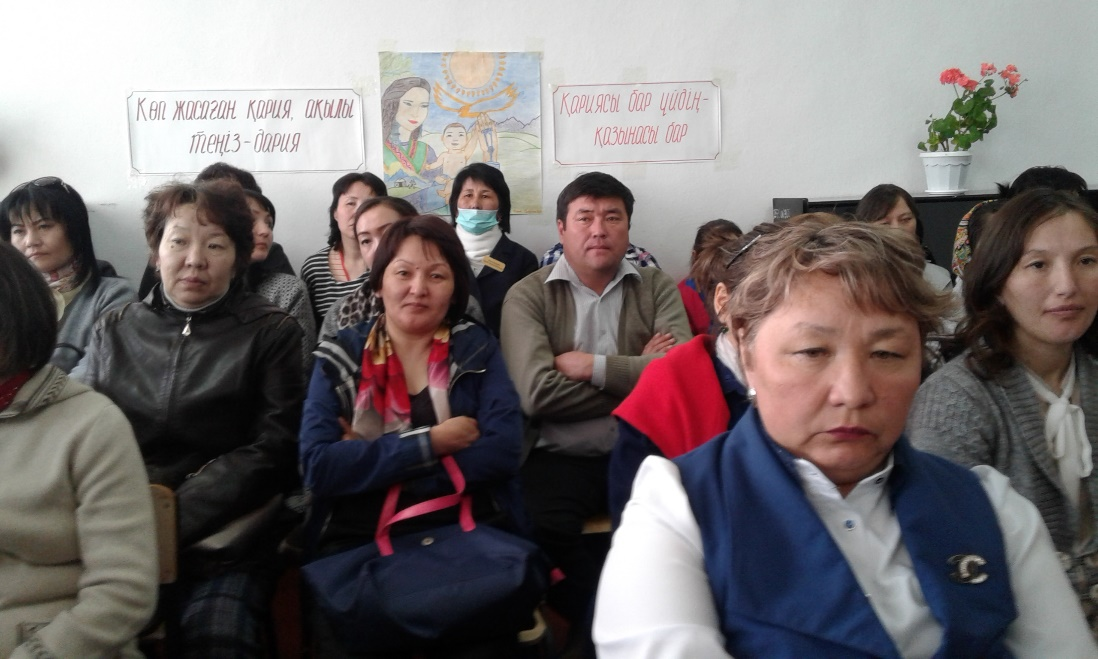 Көп жасаған қария, ақылы
теңіз-дария
Қариясы бар үйдің-
қазынасы бар